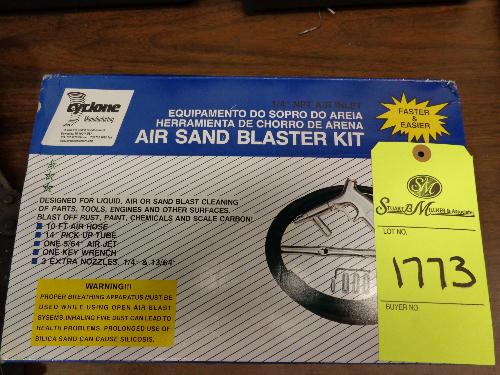 cyclone
Manufacturing
1/4" NPT AIR INLET
EQUIPAMENTO DO SOPRO DO AREIA
HERRAMIENTA DE CHORRO DE ARENA
AIR SAND BLASTER KIT
FASTER
&
EASIER
DESIGNED FOR LIQUID, AIR OR SAND BLAST CLEANING
OF PARTS, TOOLS, ENGINES AND OTHER SURFACES.
BLAST OFF RUST, PAINT, CHEMICALS AND SCALE CARBON!
10 FT AIR HOSE
14" PICK UP TUBE
ONE 5/64" AIR JET
ONE KEY WRENCH
3 EXTRA NOZZLES, 1/4" & 13/64"
WARNING!!!
PROPER BREATHING APPARATUS MUST BE
USED WHILE USING OPEN AIR BLAST
SYSEMS. INHALING FINE DUST CAN LEAD TO
HEALTH PROBLEMS. PROLONGED USE OF
SILICA SAND CAN CAUSE SILICOSIS.
SM
STUART B. MILLNER & Associates
LOT NO.
1773
BUYER NO.